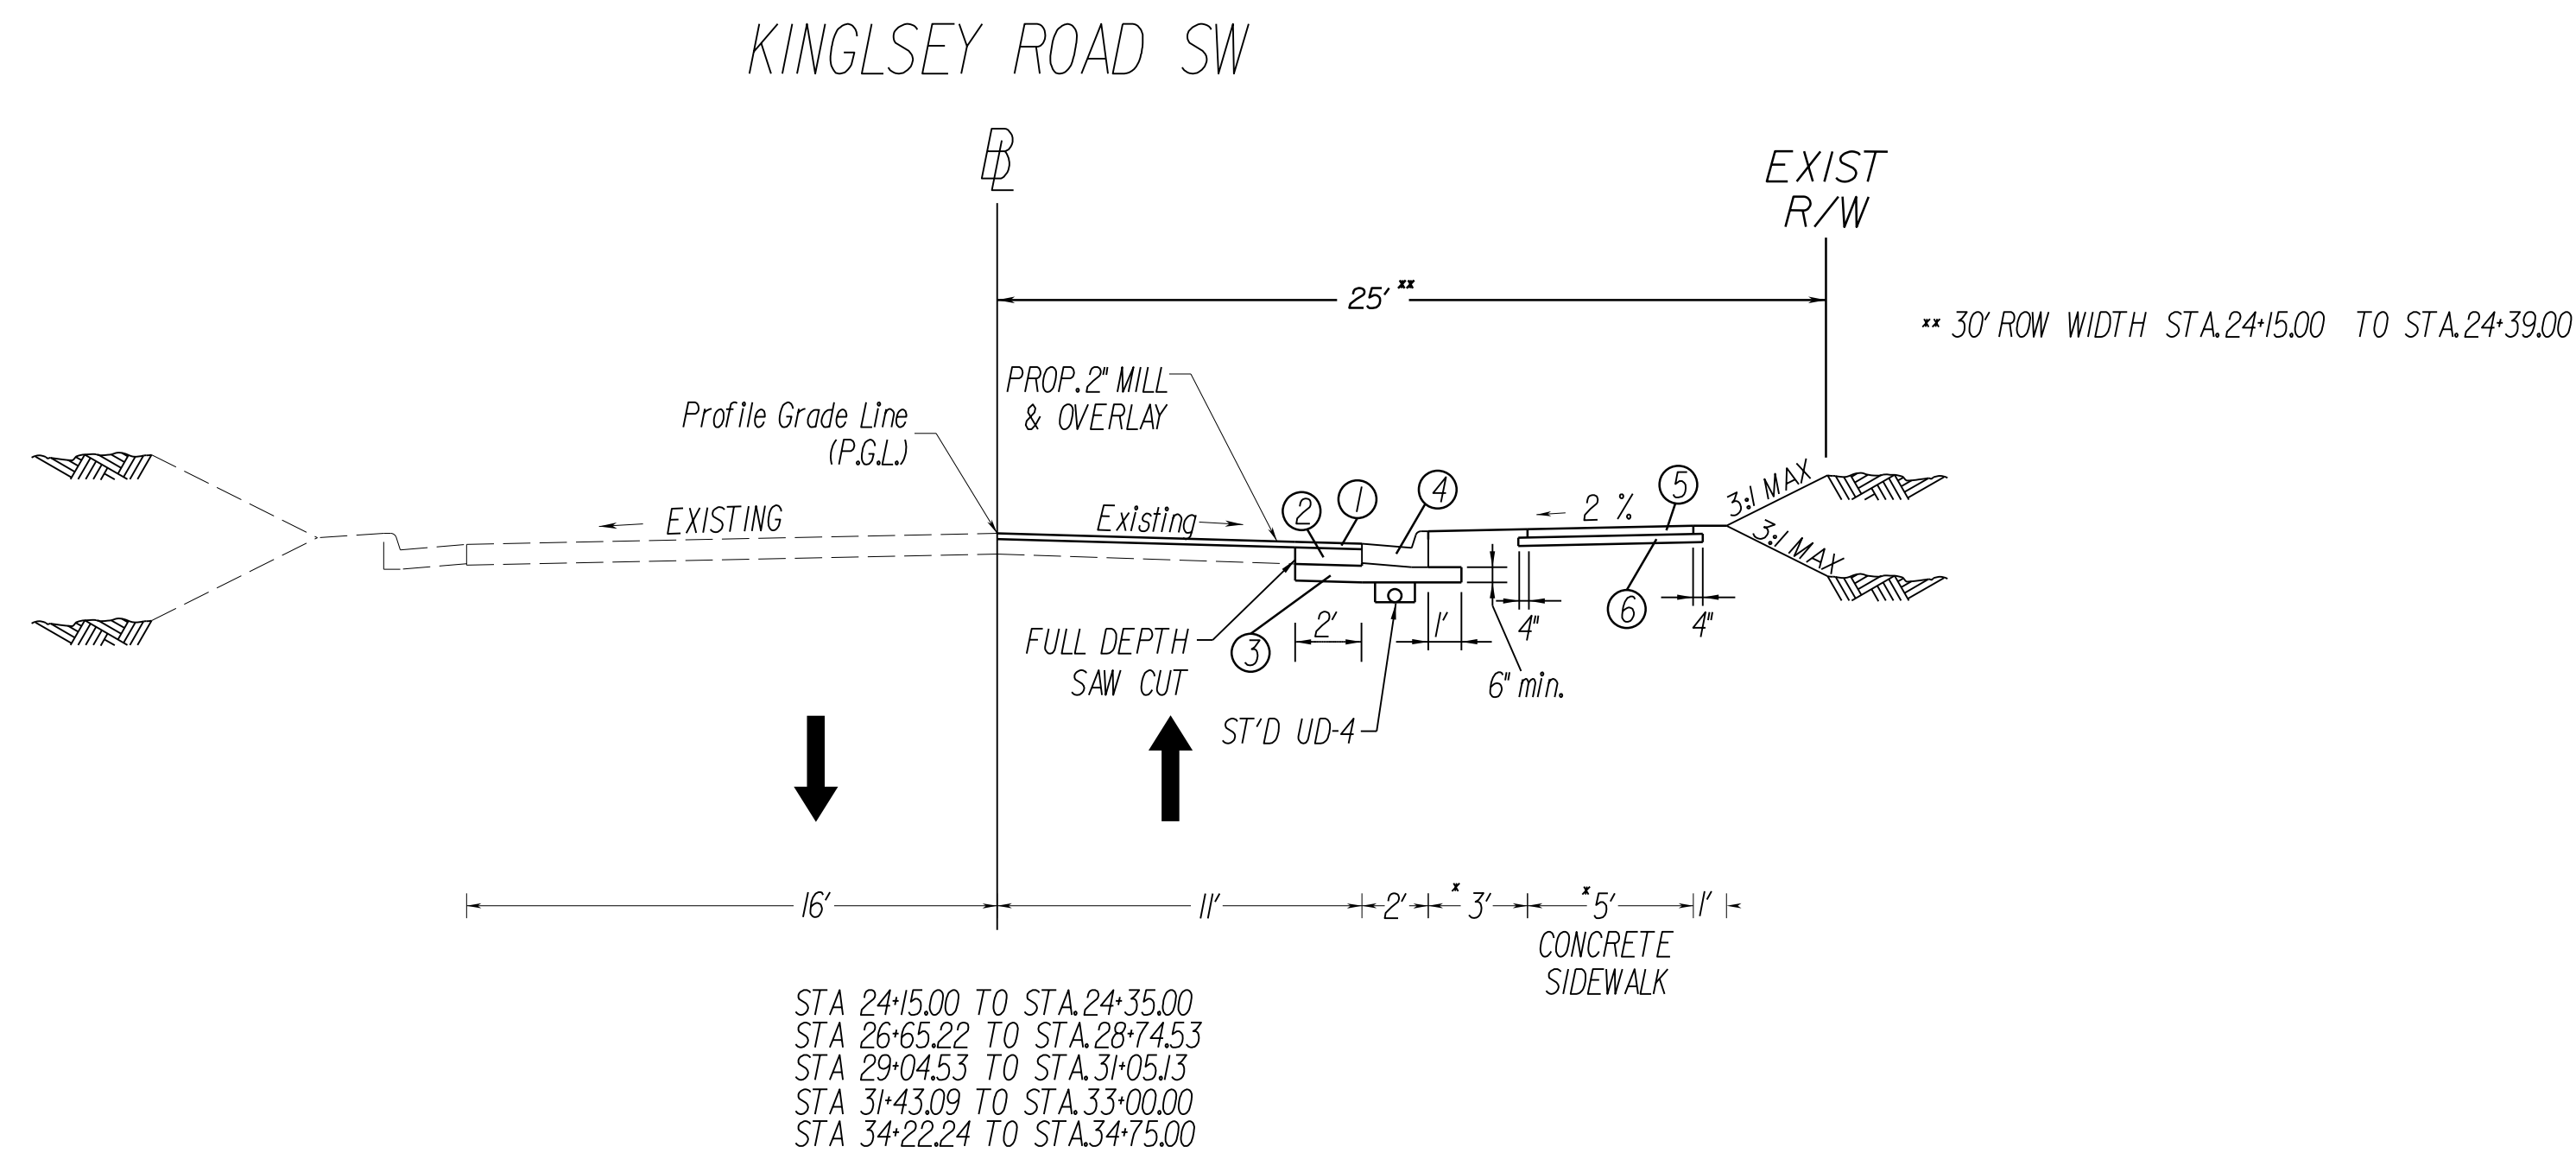 KINGLSEY ROAD SW
BL
EXIST
R/W
25' **
** 30' ROW WIDTH STA.24+15.00 TO STA.24+39.00
PROP. 2" MILL
& OVERLAY
Profile Grade Line
(P.G.L.)
EXISTING
Existing
2
1
4
2 %
5
3:1 MAX
3:1 MAX
FULL DEPTH
SAW CUT
3
2'
1'
4"
6
4"
6" min.
ST'D UD-4
16'
11'
2'
* 3'
* 5'
1'
CONCRETE
SIDEWALK
STA 24+15.00 TO STA.24+35.00
STA 26+65.22 TO STA.28+74.53
STA 29+04.53 TO STA.31+05.13
STA 31+43.09 TO STA.33+00.00
STA 34+22.24 TO STA.34+75.00